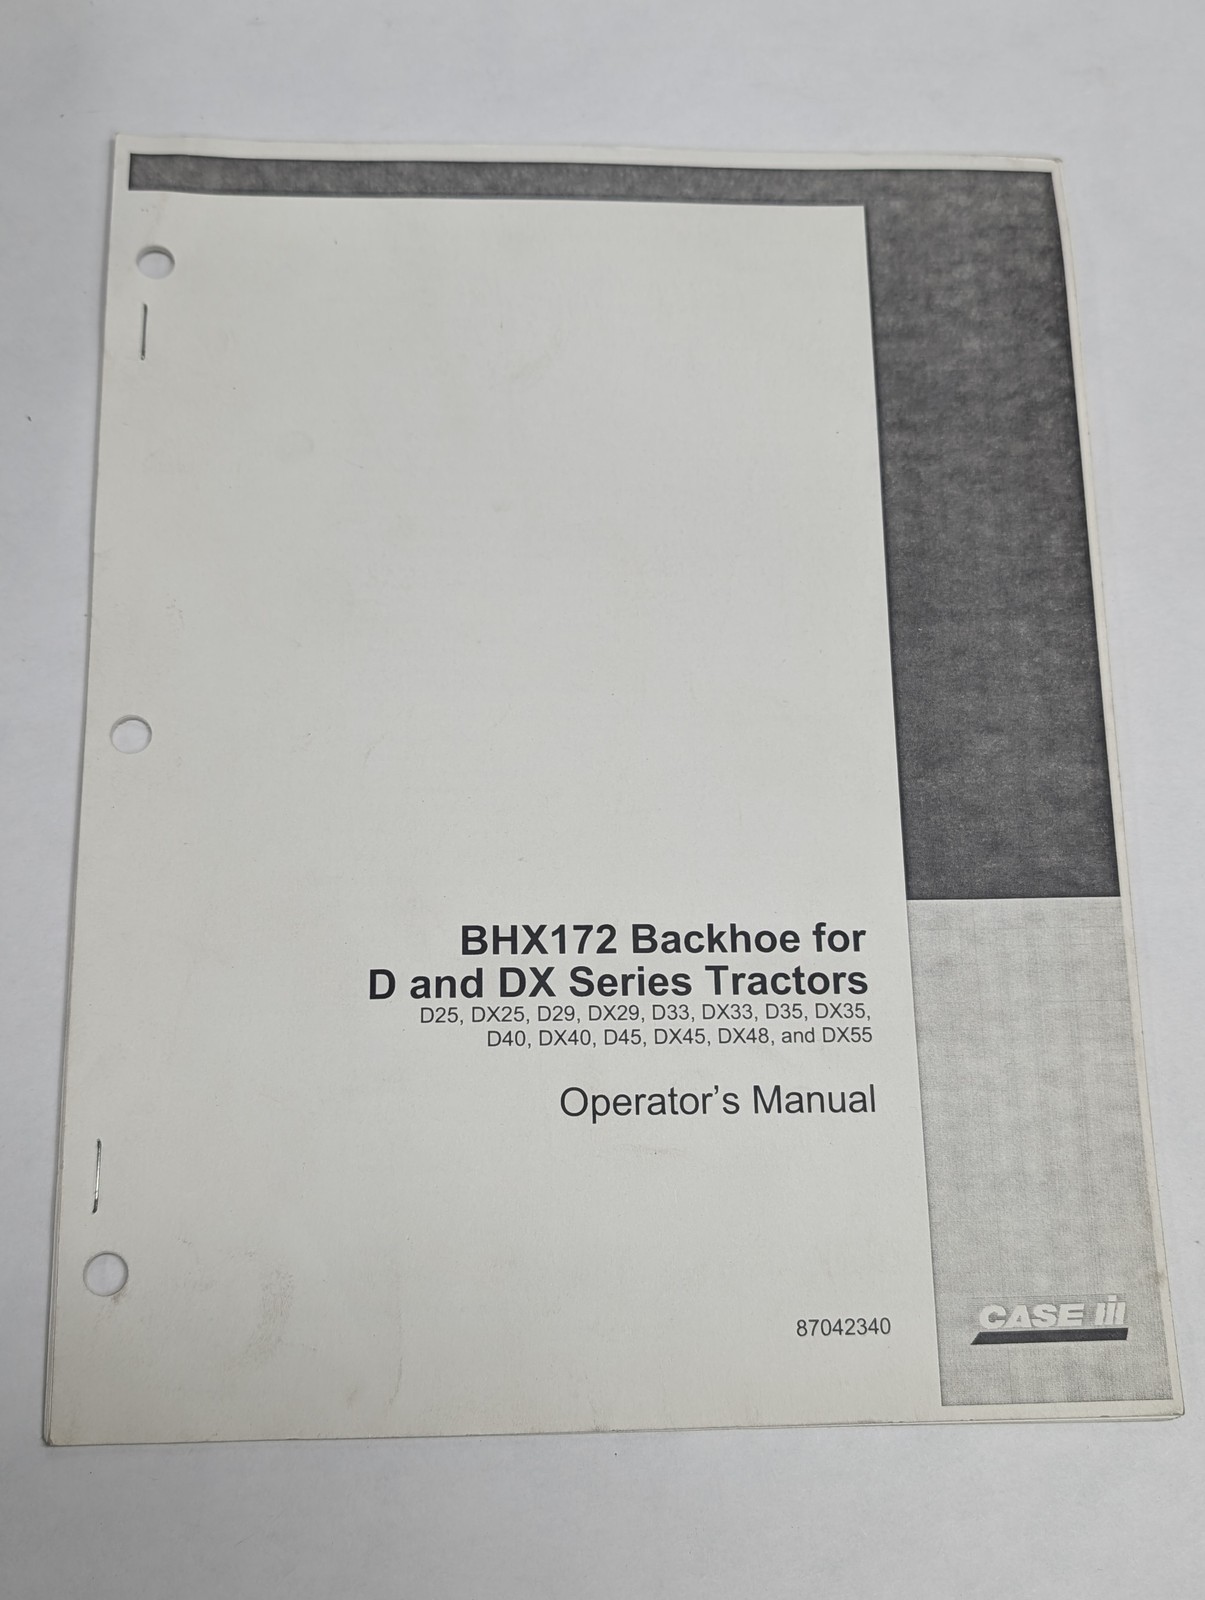 BHX172 Backhoe for
D and DX Series Tractors
D25, DX25, D29, DX29, D33, DX33, D35, DX35,
D40, DX40, D45, DX45, DX48, and DX55
Operator's Manual
87042340
CASE III